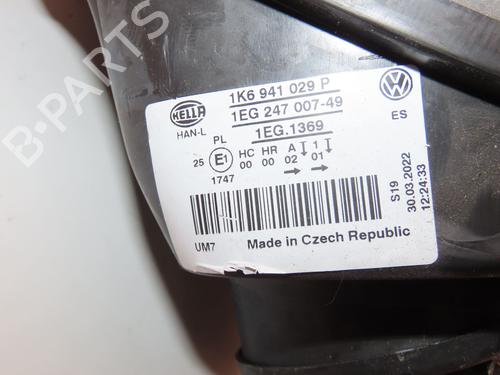 B-PARTS
HELLA
HAN-L
1K6 941 029 P
1EG 247 007-49
1EG.1369
ES
PL
25 E1 HC HR A 1
00 00 02 01
1747
S19
30.03.2022
12:24:33
UM7
Made in Czech Republic